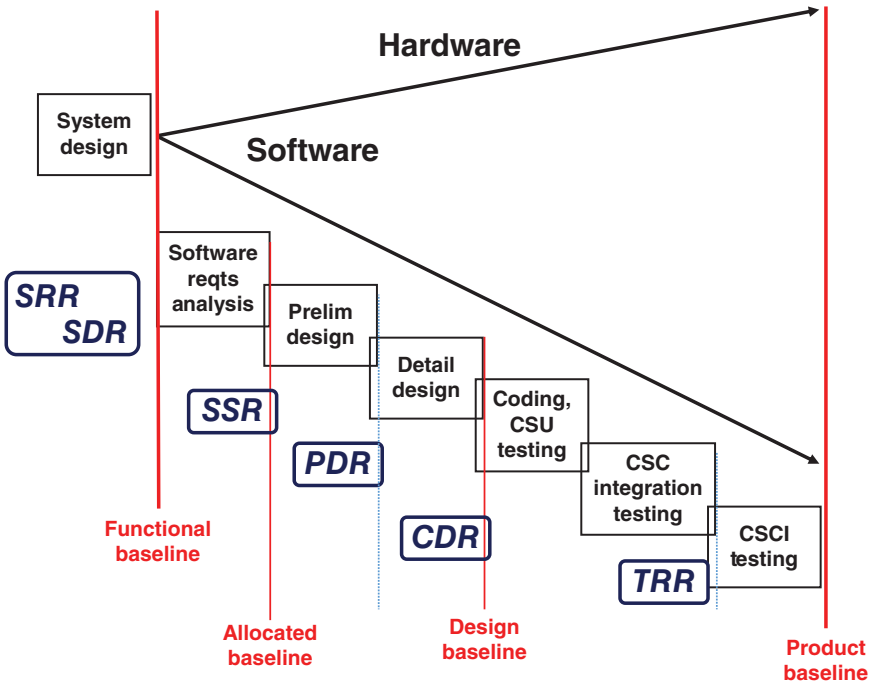 Hardware
System
design
Software
Software
reqts
analysis
SRR
SDR
Prelim
design
Detail
design
SSR
Coding,
CSU
testing
PDR
CSC
integration
testing
Functional
baseline
CDR
CSCI
testing
TRR
Allocated
baseline
Design
baseline
Product
baseline